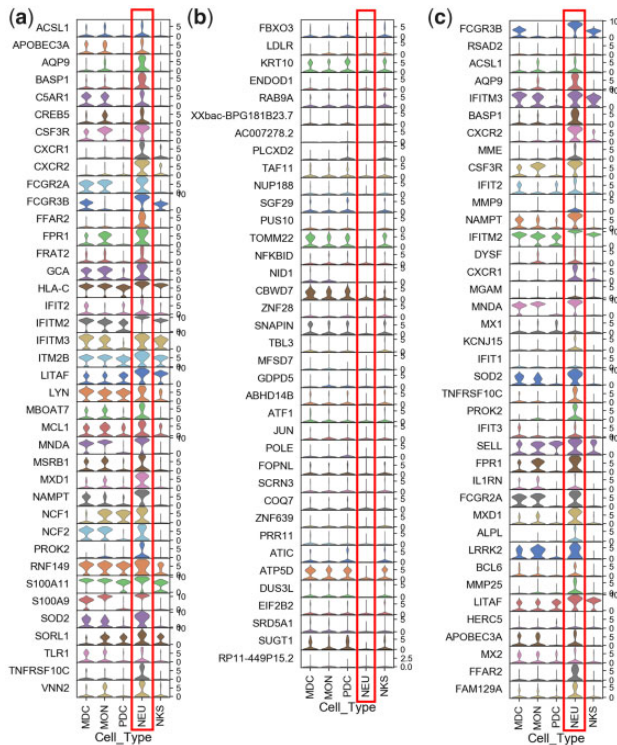 (a)
ACSL1
APOBEC3A
AQP9
BASP1
C5AR1
CREB5
CSF3R
CXCR1
CXCR2
FCGR2A
FCGR3B
FFAR2
FPR1
FRAT2
GCA
HLA-C
IFIT2
IFITM2
IFITM3
ITM2B
LITAF
LYN
MBOAT7
MCL1
MNDA
MSRB1
MXD1
NAMPT
NCF1
NCF2
PROK2
RNF149
S100A11
S100A9
SOD2
SORL1
TLR1
TNFRSF10C
VNN2
MDC MON PDC NEU NKS
(b)
FBXO3
LDLR
KRT10
ENDOD1
RAB9A
XXbac-BPG181B23.7
AC007278.2
PLCXD2
TAF11
NUP188
SGF29
PUS10
TOMM22
NFKBID
NID1
CBWD7
ZNF28
SNAPIN
TBL3
MFSD7
GDPD5
ABHD14B
ATF1
JUN
POLE
FOPNL
SCRN3
COQ7
ZNF639
PRR11
ATIC
ATP5D
DUS3L
EIF2B2
SRD5A1
SUGT1
RP11-449P15.2
2.5
0.0
MDC MON PDC NEU NKS
Cell_Type
(c)
FCGR3B
RSAD2
ACSL1
AQP9
IFITM3
BASP1
CXCR2
MME
CSF3R
IFIT2
MMP9
NAMPT
IFITM2
DYSF
CXCR1
MGAM
MNDA
MX1
KCNJ15
IFIT1
SOD2
TNFRSF10C
PROK2
IFIT3
SELL
FPR1
IL1RN
FCGR2A
MXD1
ALPL
LRRK2
BCL6
MMP25
LITAF
HERC5
APOBEC3A
MX2
FFAR2
FAM129A
MDC MON PDC NEU NKS
Cell_Type
Cell_Type